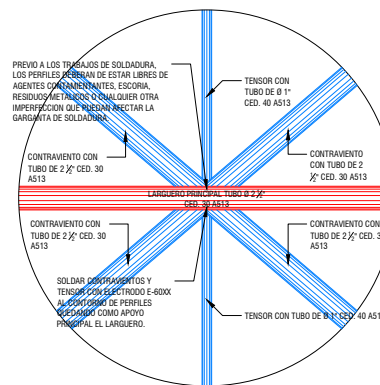 PREVIO A LOS TRABAJOS DE SOLDADURA,
LOS PERFILES DEBERAN DE ESTAR LIBRES DE
AGENTES CONTAMIENTANTES, ESCORIA,
RESIDUOS METALICOS O CUALQUIER OTRA
IMPERFECCION QUE PUEDAN AFECTAR LA
GARGANTA DE SOLDADURA.
TENSOR CON
TUBO DE Ø 1"
CED. 40 A513
CONTRAVIENTO CON
TUBO DE 2 ½" CED. 30
A513
CONTRAVIENTO
CON TUBO DE 2
½" CED. 30 A513
LARGUERO PRINCIPAL TUBO Ø 2 ½"
CED. 30 A513
CONTRAVIENTO CON
TUBO DE 2 ½" CED. 30
A513
CONTRAVIENTO CON
TUBO DE 2 ½" CED. 3
A513
SOLDAR CONTRAVIENTOS Y
TENSOR CON ELECTRODO E-60XX
AL CONTORNO DE PERFILES
QUEDANDO COMO APOYO
PRINCIPAL EL LARGUERO.
TENSOR CON TUBO DE Ø 1" CED. 40 A51